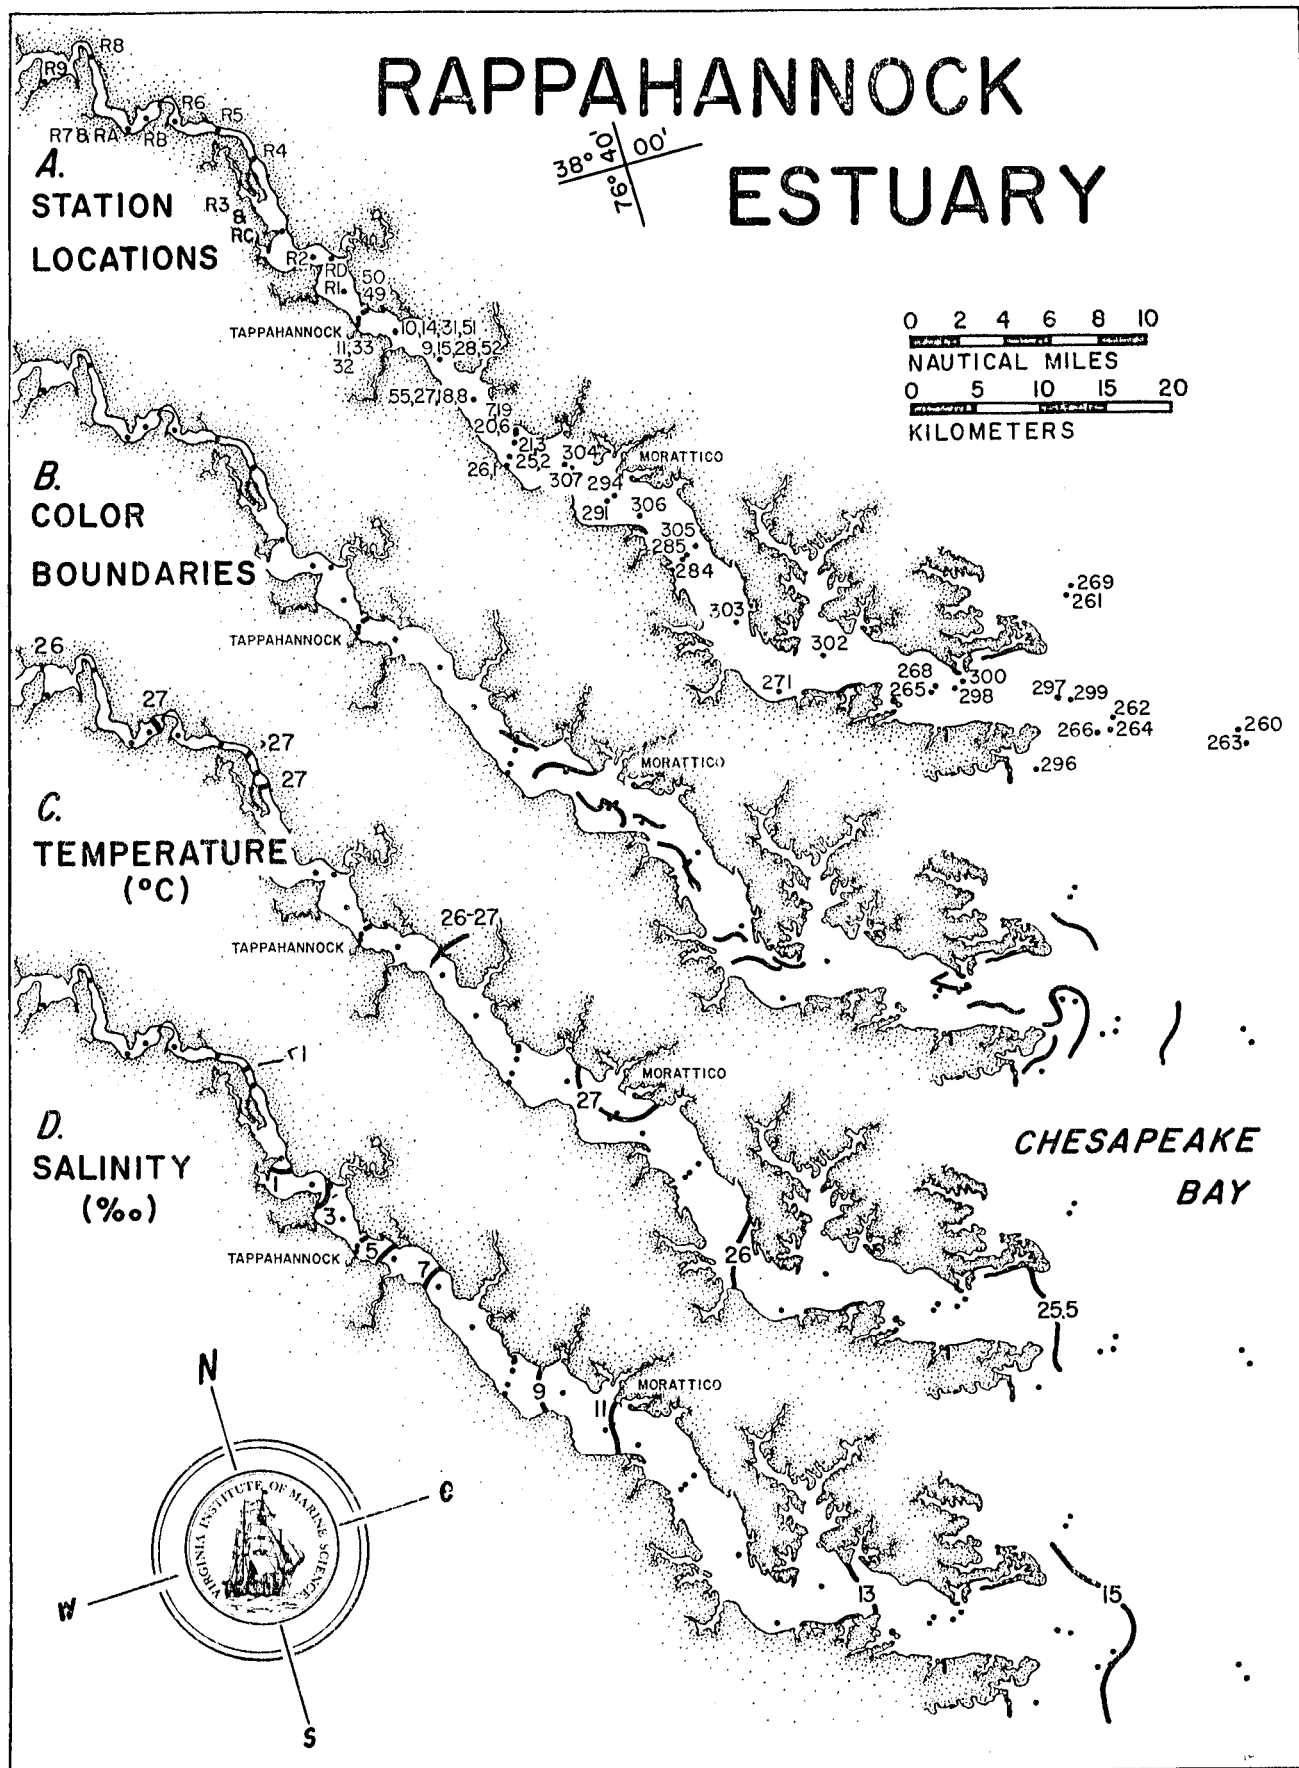 RAPPAHANNOCK
ESTUARY
38° 40'
00'
76°
0 2 4 6 8 10
NAUTICAL MILES
0 5 10 15 20
KILOMETERS
A.
STATION
LOCATIONS
R8
R9
R6
R7 & RA
RB
R5
R4
R3
&
RC
R2
RD
R1
50
49
TAPPAHANNOCK
10,14,31,51
11,33
32
9,15,28,52
55,27,18,8
7,19
20,6
21,3
25,2
26,1
304
307
MORATTICO
294
291
306
305
285
284
303
302
271
269
261
268
265
300
298
297
299
262
266
264
260
263
296
B.
COLOR
BOUNDARIES
TAPPAHANNOCK
MORATTICO
C.
TEMPERATURE
(°C)
26
27
>27
27
26-27
TAPPAHANNOCK
MORATTICO
27
26
25.5
CHESAPEAKE
BAY
D.
SALINITY
(‰)
1
3
5
7
TAPPAHANNOCK
9
11
MORATTICO
13
15
N
W
S
VIRGINIA INSTITUTE OF MARINE SCIENCE